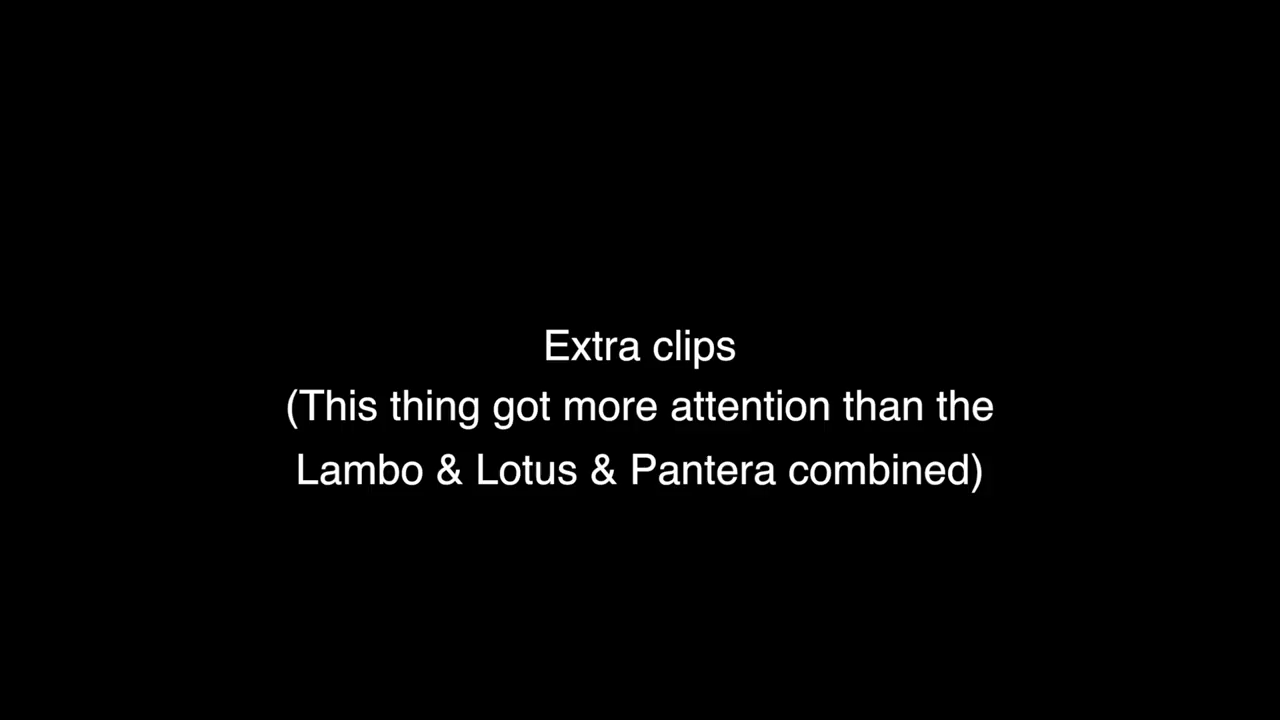 Extra clips
(This thing got more attention than the
Lambo & Lotus & Pantera combined)